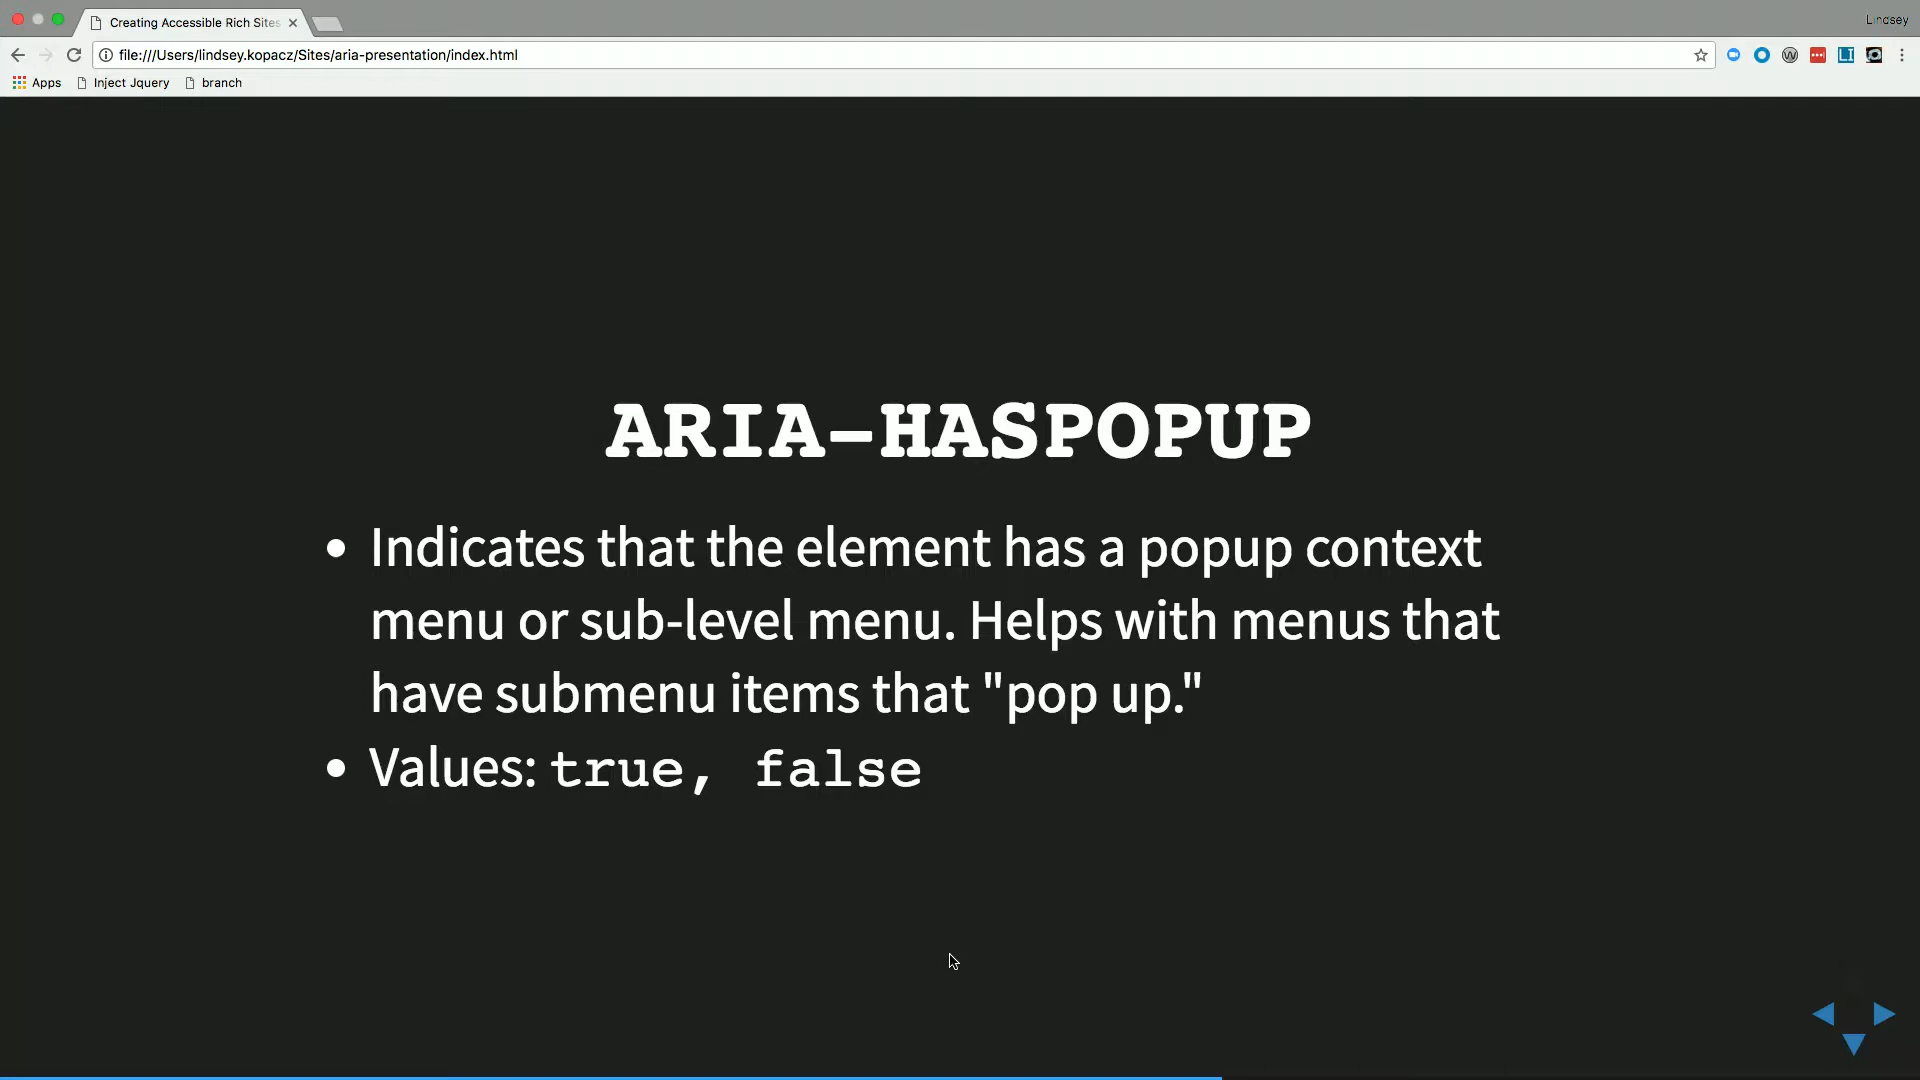 Creating Accessible Rich Sites
Lindsey
file:///Users/lindsey.kopacz/Sites/aria-presentation/index.html
Apps
Inject Jquery
branch
ARIA-HASPOPUP
• Indicates that the element has a popup context
menu or sub-level menu. Helps with menus that
have submenu items that "pop up."
• Values: true, false